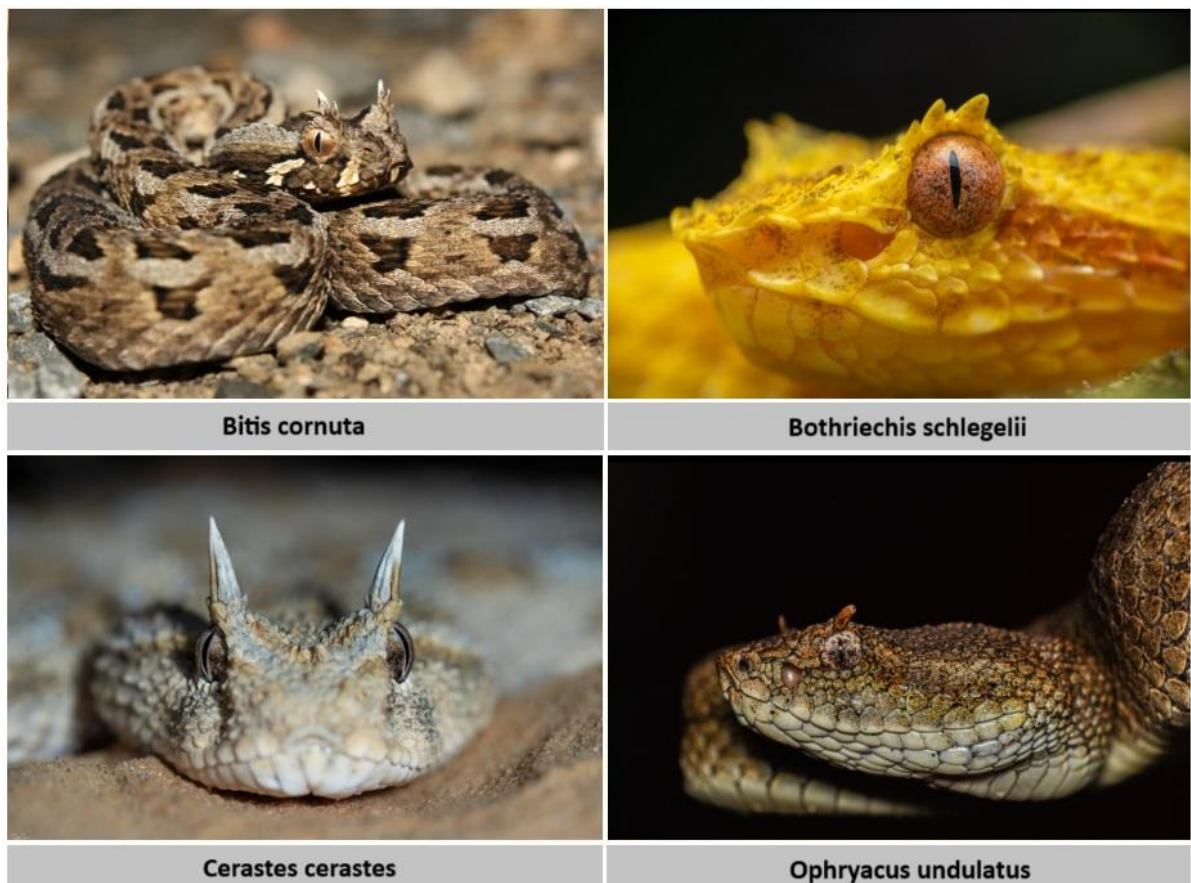 Bitis cornuta
Bothriechis schlegelii
Cerastes cerastes
Ophryacus undulatus